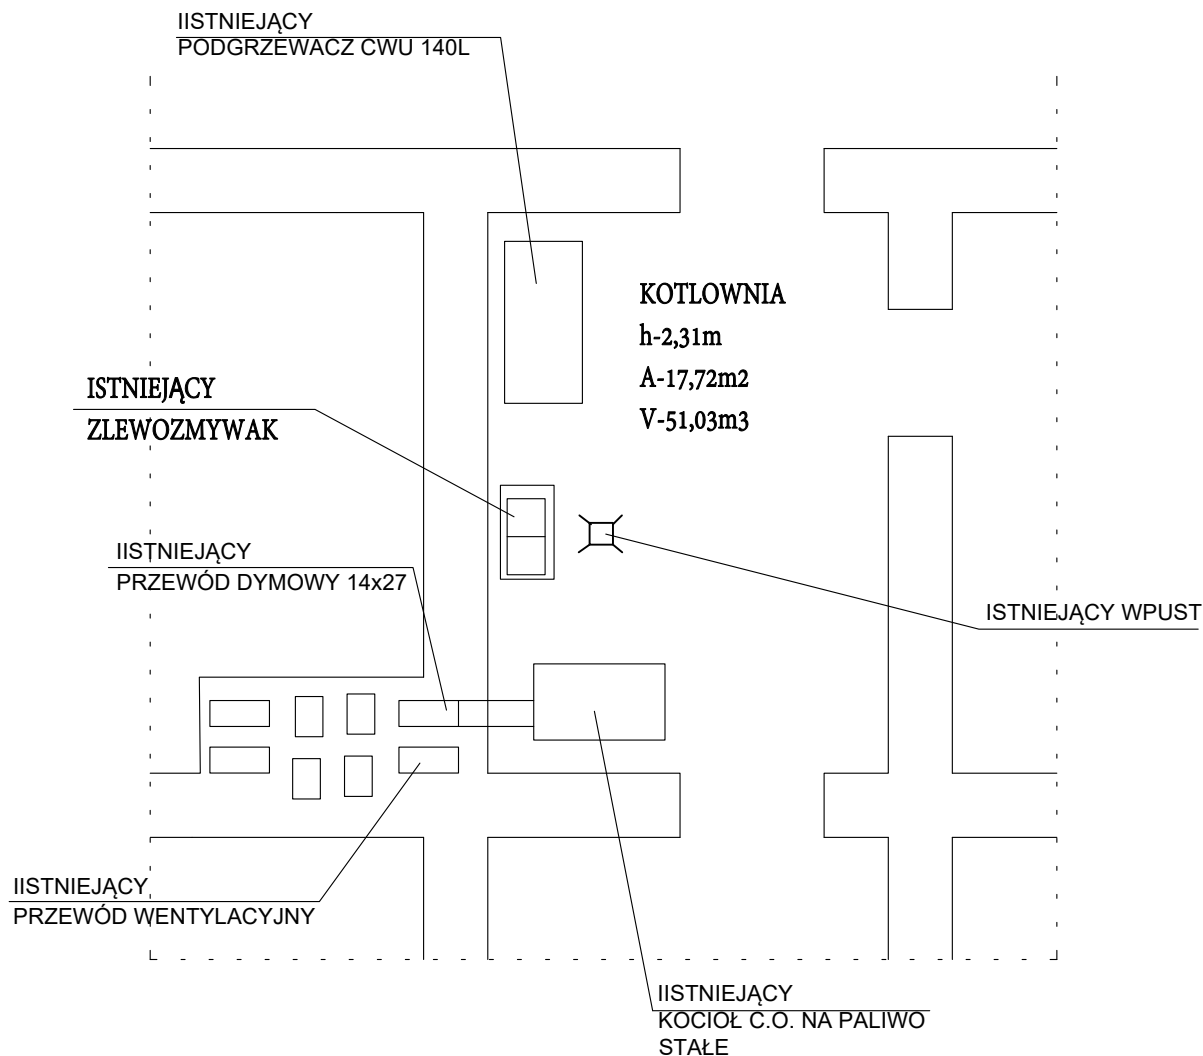 IISTNIEJĄCY
PODGRZEWACZ CWU 140L
KOTLOWNIA
h-2,31m
A-17,72m2
V-51,03m3
ISTNIEJĄCY
ZLEWOZMYWAK
IISTNIEJĄCY
PRZEWÓD DYMOWY 14x27
ISTNIEJĄCY WPUST
IISTNIEJĄCY
PRZEWÓD WENTYLACYJNY
IISTNIEJĄCY
KOCIOŁ C.O. NA PALIWO
STAŁE